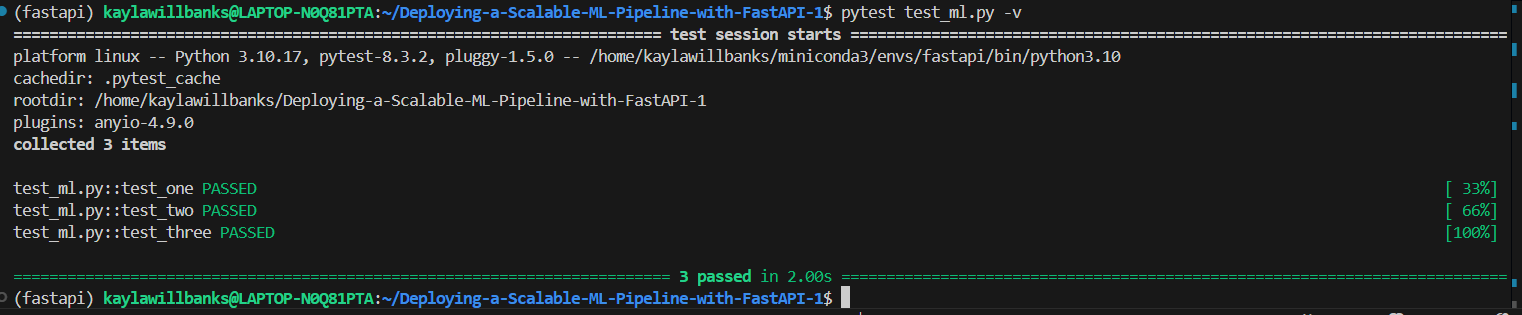 (fastapi) kaylawillbanks@LAPTOP-N0Q81PTA:~/Deploying-a-Scalable-ML-Pipeline-with-FastAPI-1$ pytest test_ml.py -v
======================================================================== test session starts =========================================================================
platform linux -- Python 3.10.17, pytest-8.3.2, pluggy-1.5.0 -- /home/kaylawillbanks/miniconda3/envs/fastapi/bin/python3.10
cachedir: .pytest_cache
rootdir: /home/kaylawillbanks/Deploying-a-Scalable-ML-Pipeline-with-FastAPI-1
plugins: anyio-4.9.0
collected 3 items
test_ml.py::test_one PASSED [ 33%]
test_ml.py::test_two PASSED [ 66%]
test_ml.py::test_three PASSED [100%]
========================================================================= 3 passed in 2.00s ==========================================================================
(fastapi) kaylawillbanks@LAPTOP-N0Q81PTA:~/Deploying-a-Scalable-ML-Pipeline-with-FastAPI-1$